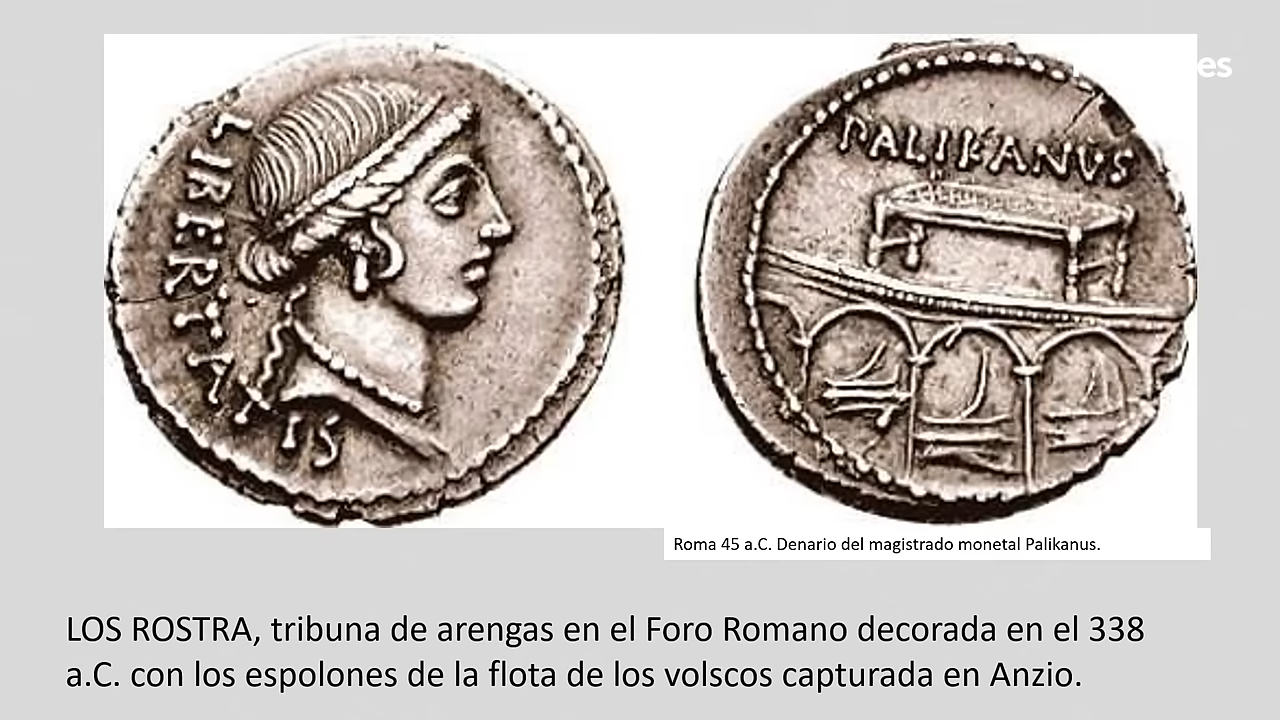 LIBERTATIS
PALIKANUS
es
Roma 45 a.C. Denario del magistrado monetal Palikanus.
LOS ROSTRA, tribuna de arengas en el Foro Romano decorada en el 338
a.C. con los espolones de la flota de los volscos capturada en Anzio.